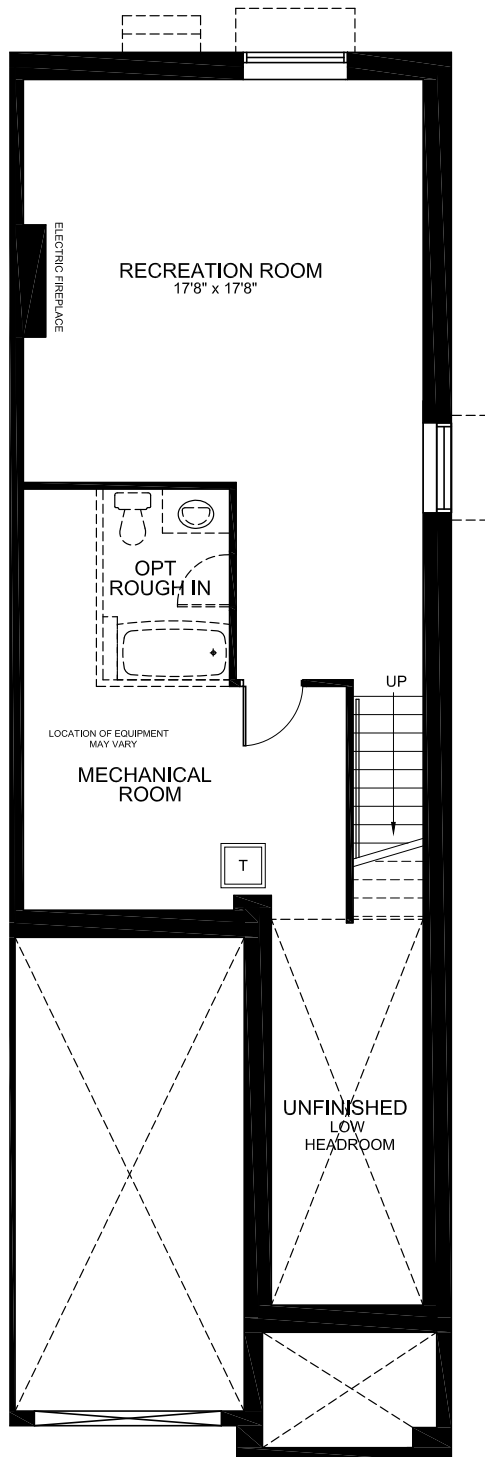 ELECTRIC FIREPLACE
RECREATION ROOM
17'8" x 17'8"
OPT
ROUGH IN
UP
LOCATION OF EQUIPMENT
MAY VARY
MECHANICAL
ROOM
T
UNFINISHED
LOW
HEADROOM